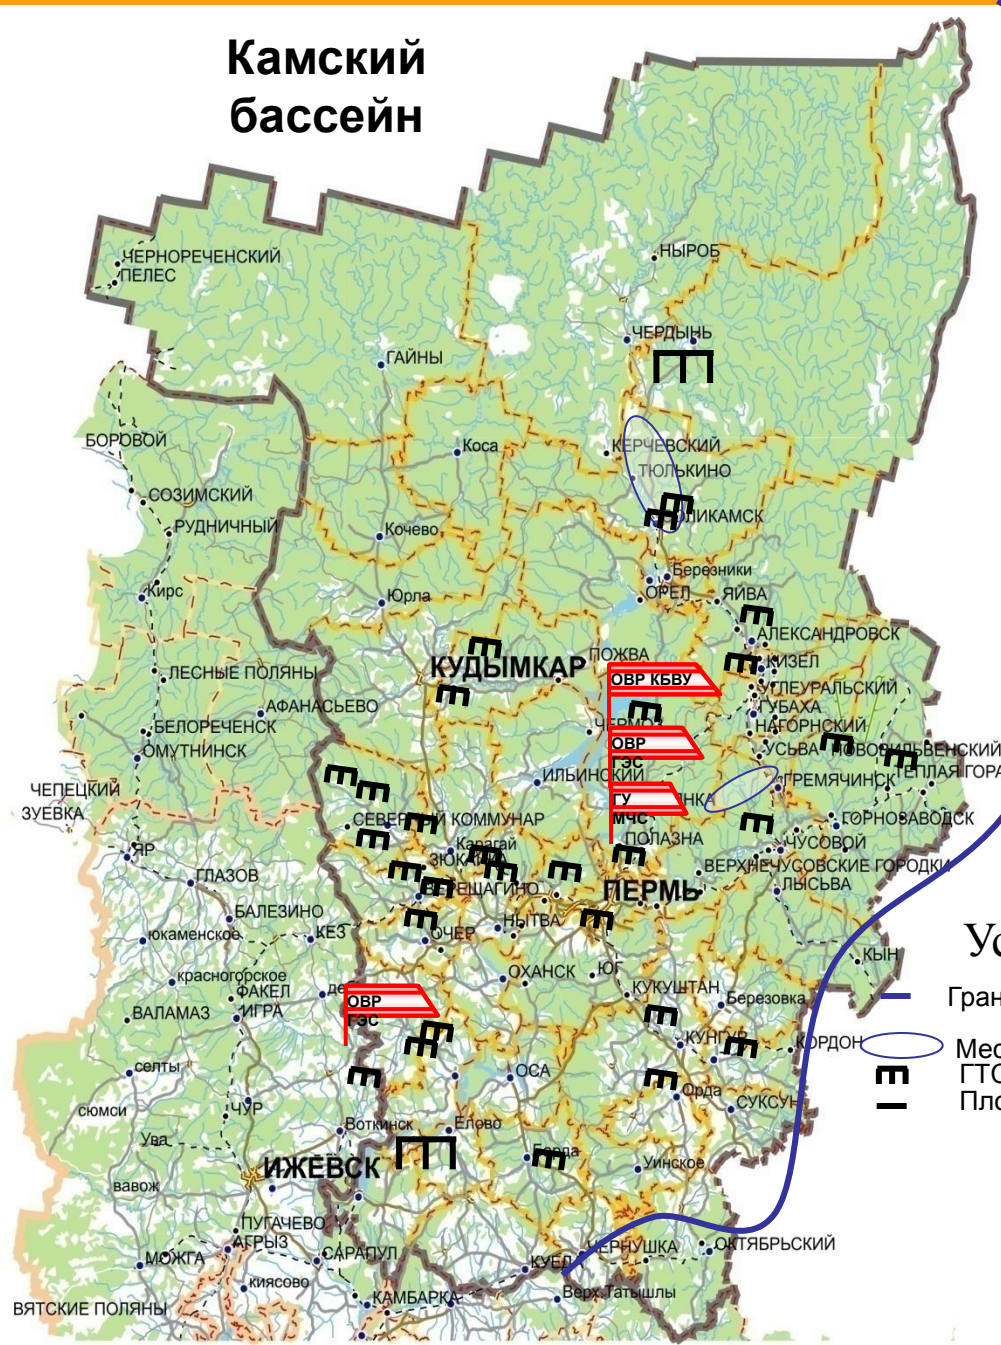 Камский
бассейн
НЫРОБ
ЧЕРНОРЕЧЕНСКИЙ
ПЕЛЕС
ЧЕРДЫНЬ
ГАЙНЫ
БОРОВОЙ
Коса
КЕРЧЕВСКИЙ
ТЮЛЬКИНО
СОЗИМСКИЙ
РУДНИЧНЫЙ
Кочево
Березники
Кирс
Юрла
ОРЕЛ
ЯЙВА
АЛЕКСАНДРОВСК
ПОЖВА
КУДЫМКАР
КИЗЕЛ
ЛЕСНЫЕ ПОЛЯНЫ
ОВР КБВУ
УГЛЕУРАЛЬСКИЙ
ГУБАХА
АФАНАСЬЕВО
БЕЛОРЕЧЕНСК
НАГОРНСКИЙ
ОМУТНИНСК
ОВР
ГЭС
УСЬВА
ИЛЬИНСКИЙ
ГРЕМЯЧИНСК
ТЕПЛАЯ ГОРА
ЧЕПЕЦКИЙ
ЗУЕВКА
ГУ
МЧС
СЕВЕРНЫЙ КОММУНАР
ГОРНОЗАВОДСК
ПОЛАЗНА
Карагай
ЧУСОВОЙ
ЯР
ВЕРХНЕЧУСОВСКИЕ ГОРОДКИ
ГЛАЗОВ
ПЕРМЬ
ЛЫСЬВА
БАЛЕЗИНО
НЫТВА
юкаменское
КЕЗ
ОЧЕР
Ус
КЫН
красногорское
ОХАНСК
ЮГ
ФАКЕЛ
КУКУШТАН
Гран
ВАЛАМАЗ
ИГРА
ОВР
ГЭС
Березовка
КУНГУР
КОРДОН
Мес
селты
ОСА
ГТС
сюмси
ЧУР
Орда
СУКСУН
Пло
Ува
Воткинск
Елово
ИЖЕВСК
Уинское
вавож
ПУГАЧЕВО
МОЖГА
АГРЫЗ
САРАПУЛ
ЧЕРНУШКА
ОКТЯБРЬСКИЙ
киясово
КАМБАРКА
Верх.Татышлы
ВЯТСКИЕ ПОЛЯНЫ